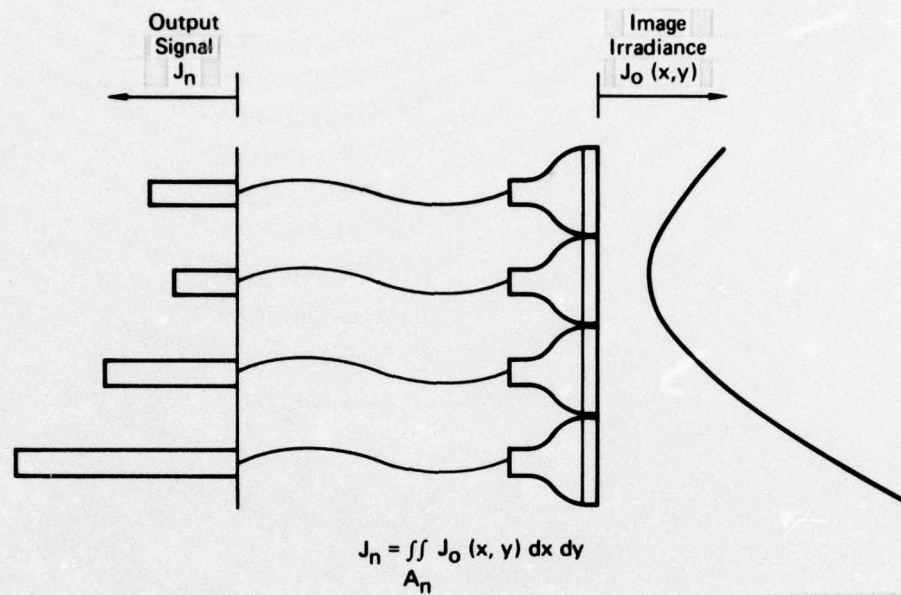 Output
Signal
Jn
Image
Irradiance
Jo (x,y)
Jn = ∬ Jo (x, y) dx dy
An